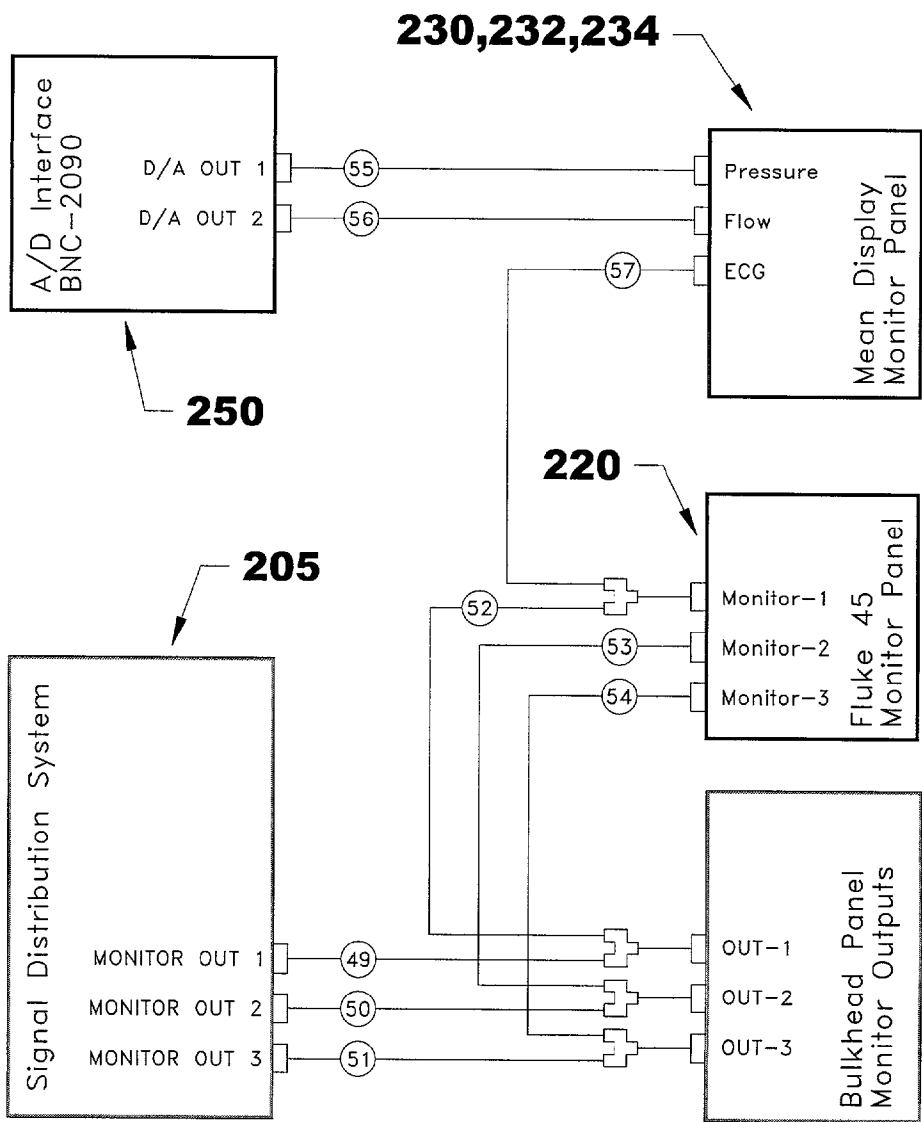 230,232,234
A/D Interface
BNC-2090
D/A OUT 1
D/A OUT 2
55
56
57
Pressure
Flow
ECG
Mean Display
Monitor Panel
250
220
205
52
53
54
Monitor-1
Monitor-2
Monitor-3
Fluke 45
Monitor Panel
Signal Distribution System
MONITOR OUT 1
MONITOR OUT 2
MONITOR OUT 3
49
50
51
OUT-1
OUT-2
OUT-3
Bulkhead Panel
Monitor Outputs